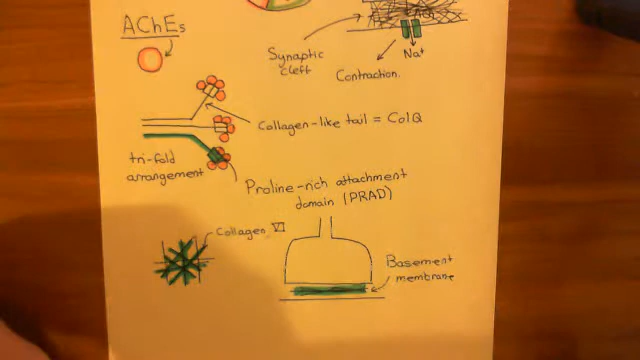 AChEs
Synaptic
cleft
Na⁺
Contraction.
Collagen-like tail = ColQ
tri-fold
arrangement
Proline-rich attachment
domain (PRAD)
Collagen VI
Basement
membrane